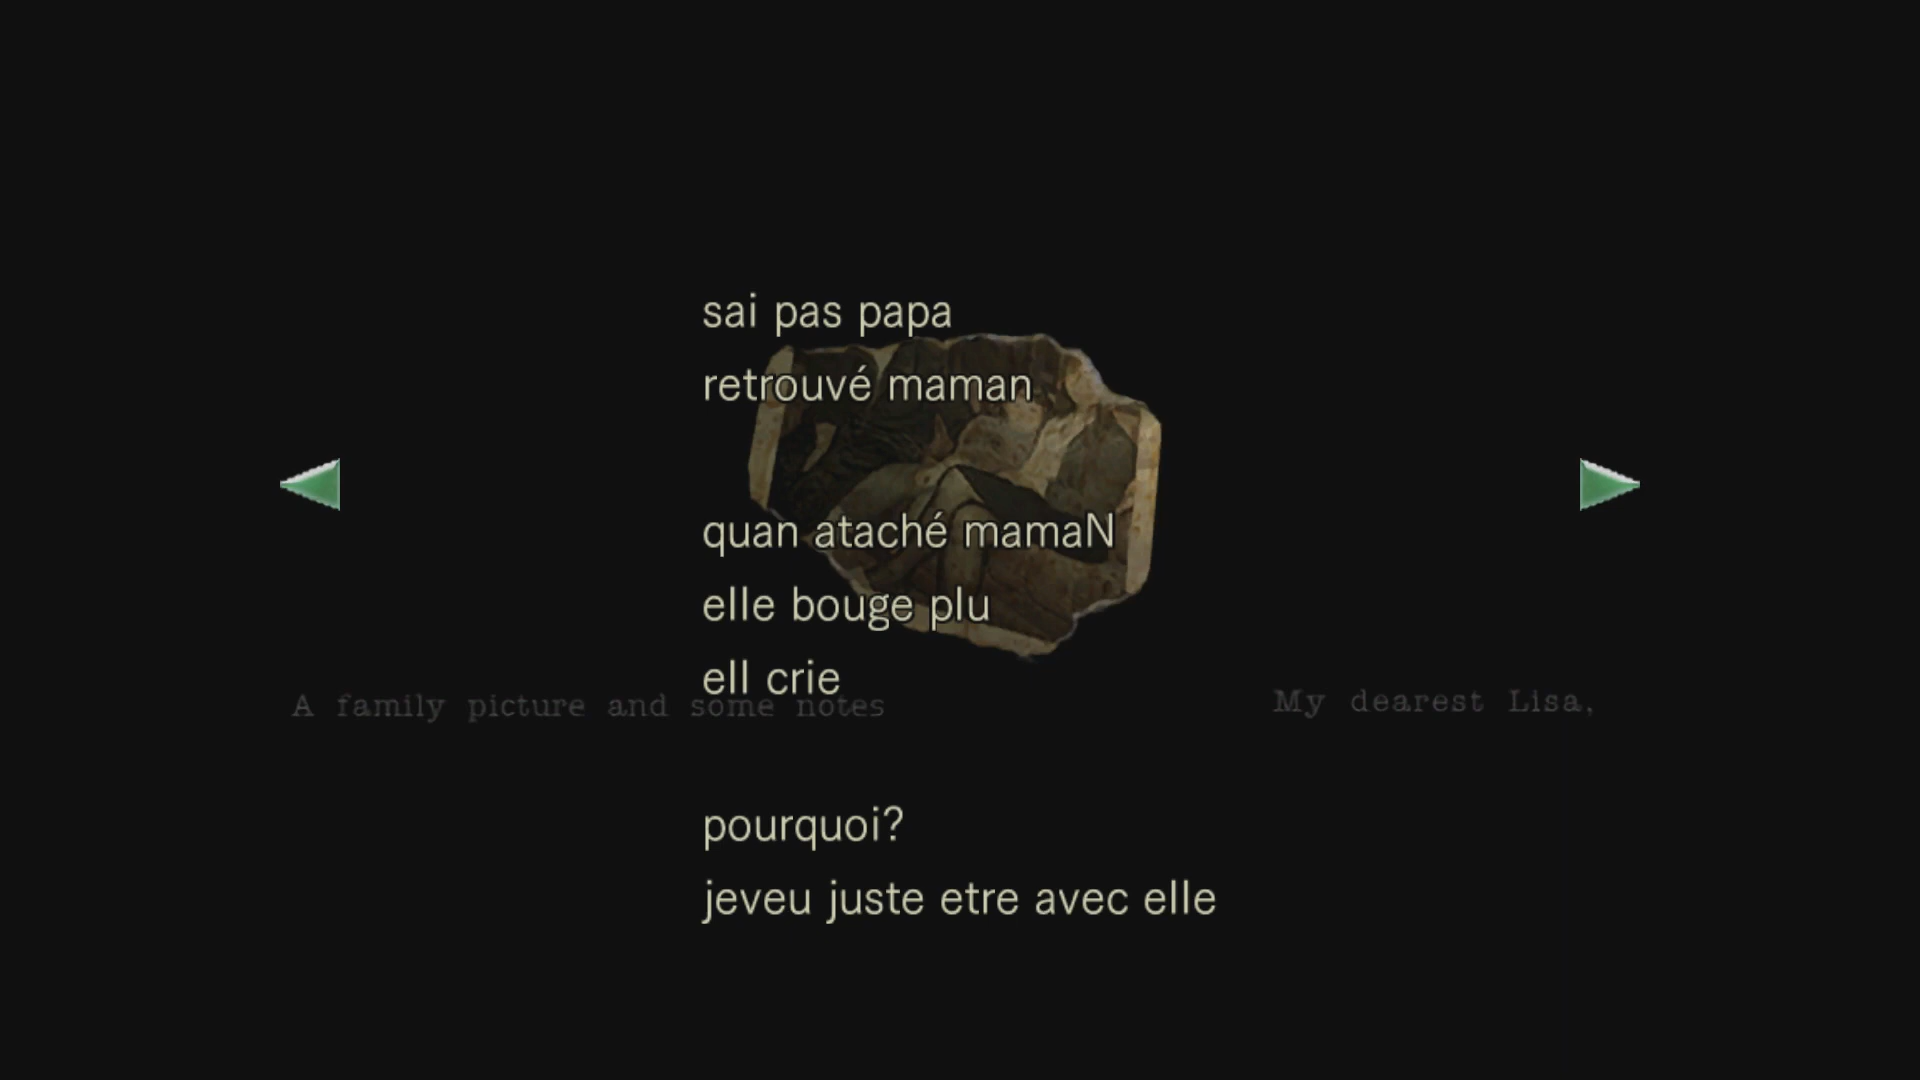 sai pas papa
retrouvé maman
quan ataché mamaN
elle bouge plu
ell crie
A family picture and some notes
My dearest Lisa,
pourquoi?
jeveu juste etre avec elle